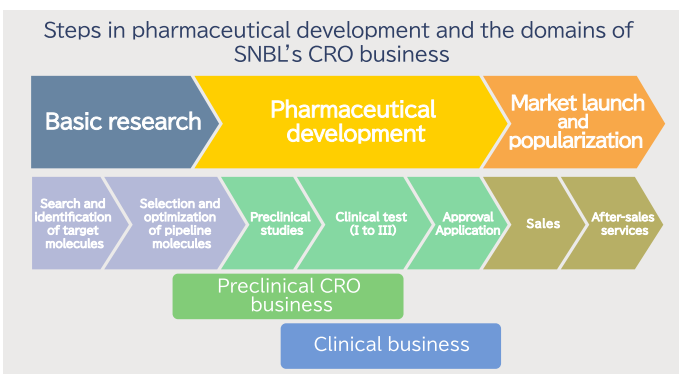 Steps in pharmaceutical development and the domains of
SNBL's CRO business
Basic research
Pharmaceutical
development
Market launch
and
popularization
Search and
identification
of target
molecules
Selection and
optimization
of pipeline
molecules
Preclinical
studies
Clinical test
(I to III)
Approval
Application
Sales
After-sales
services
Preclinical CRO
business
Clinical business